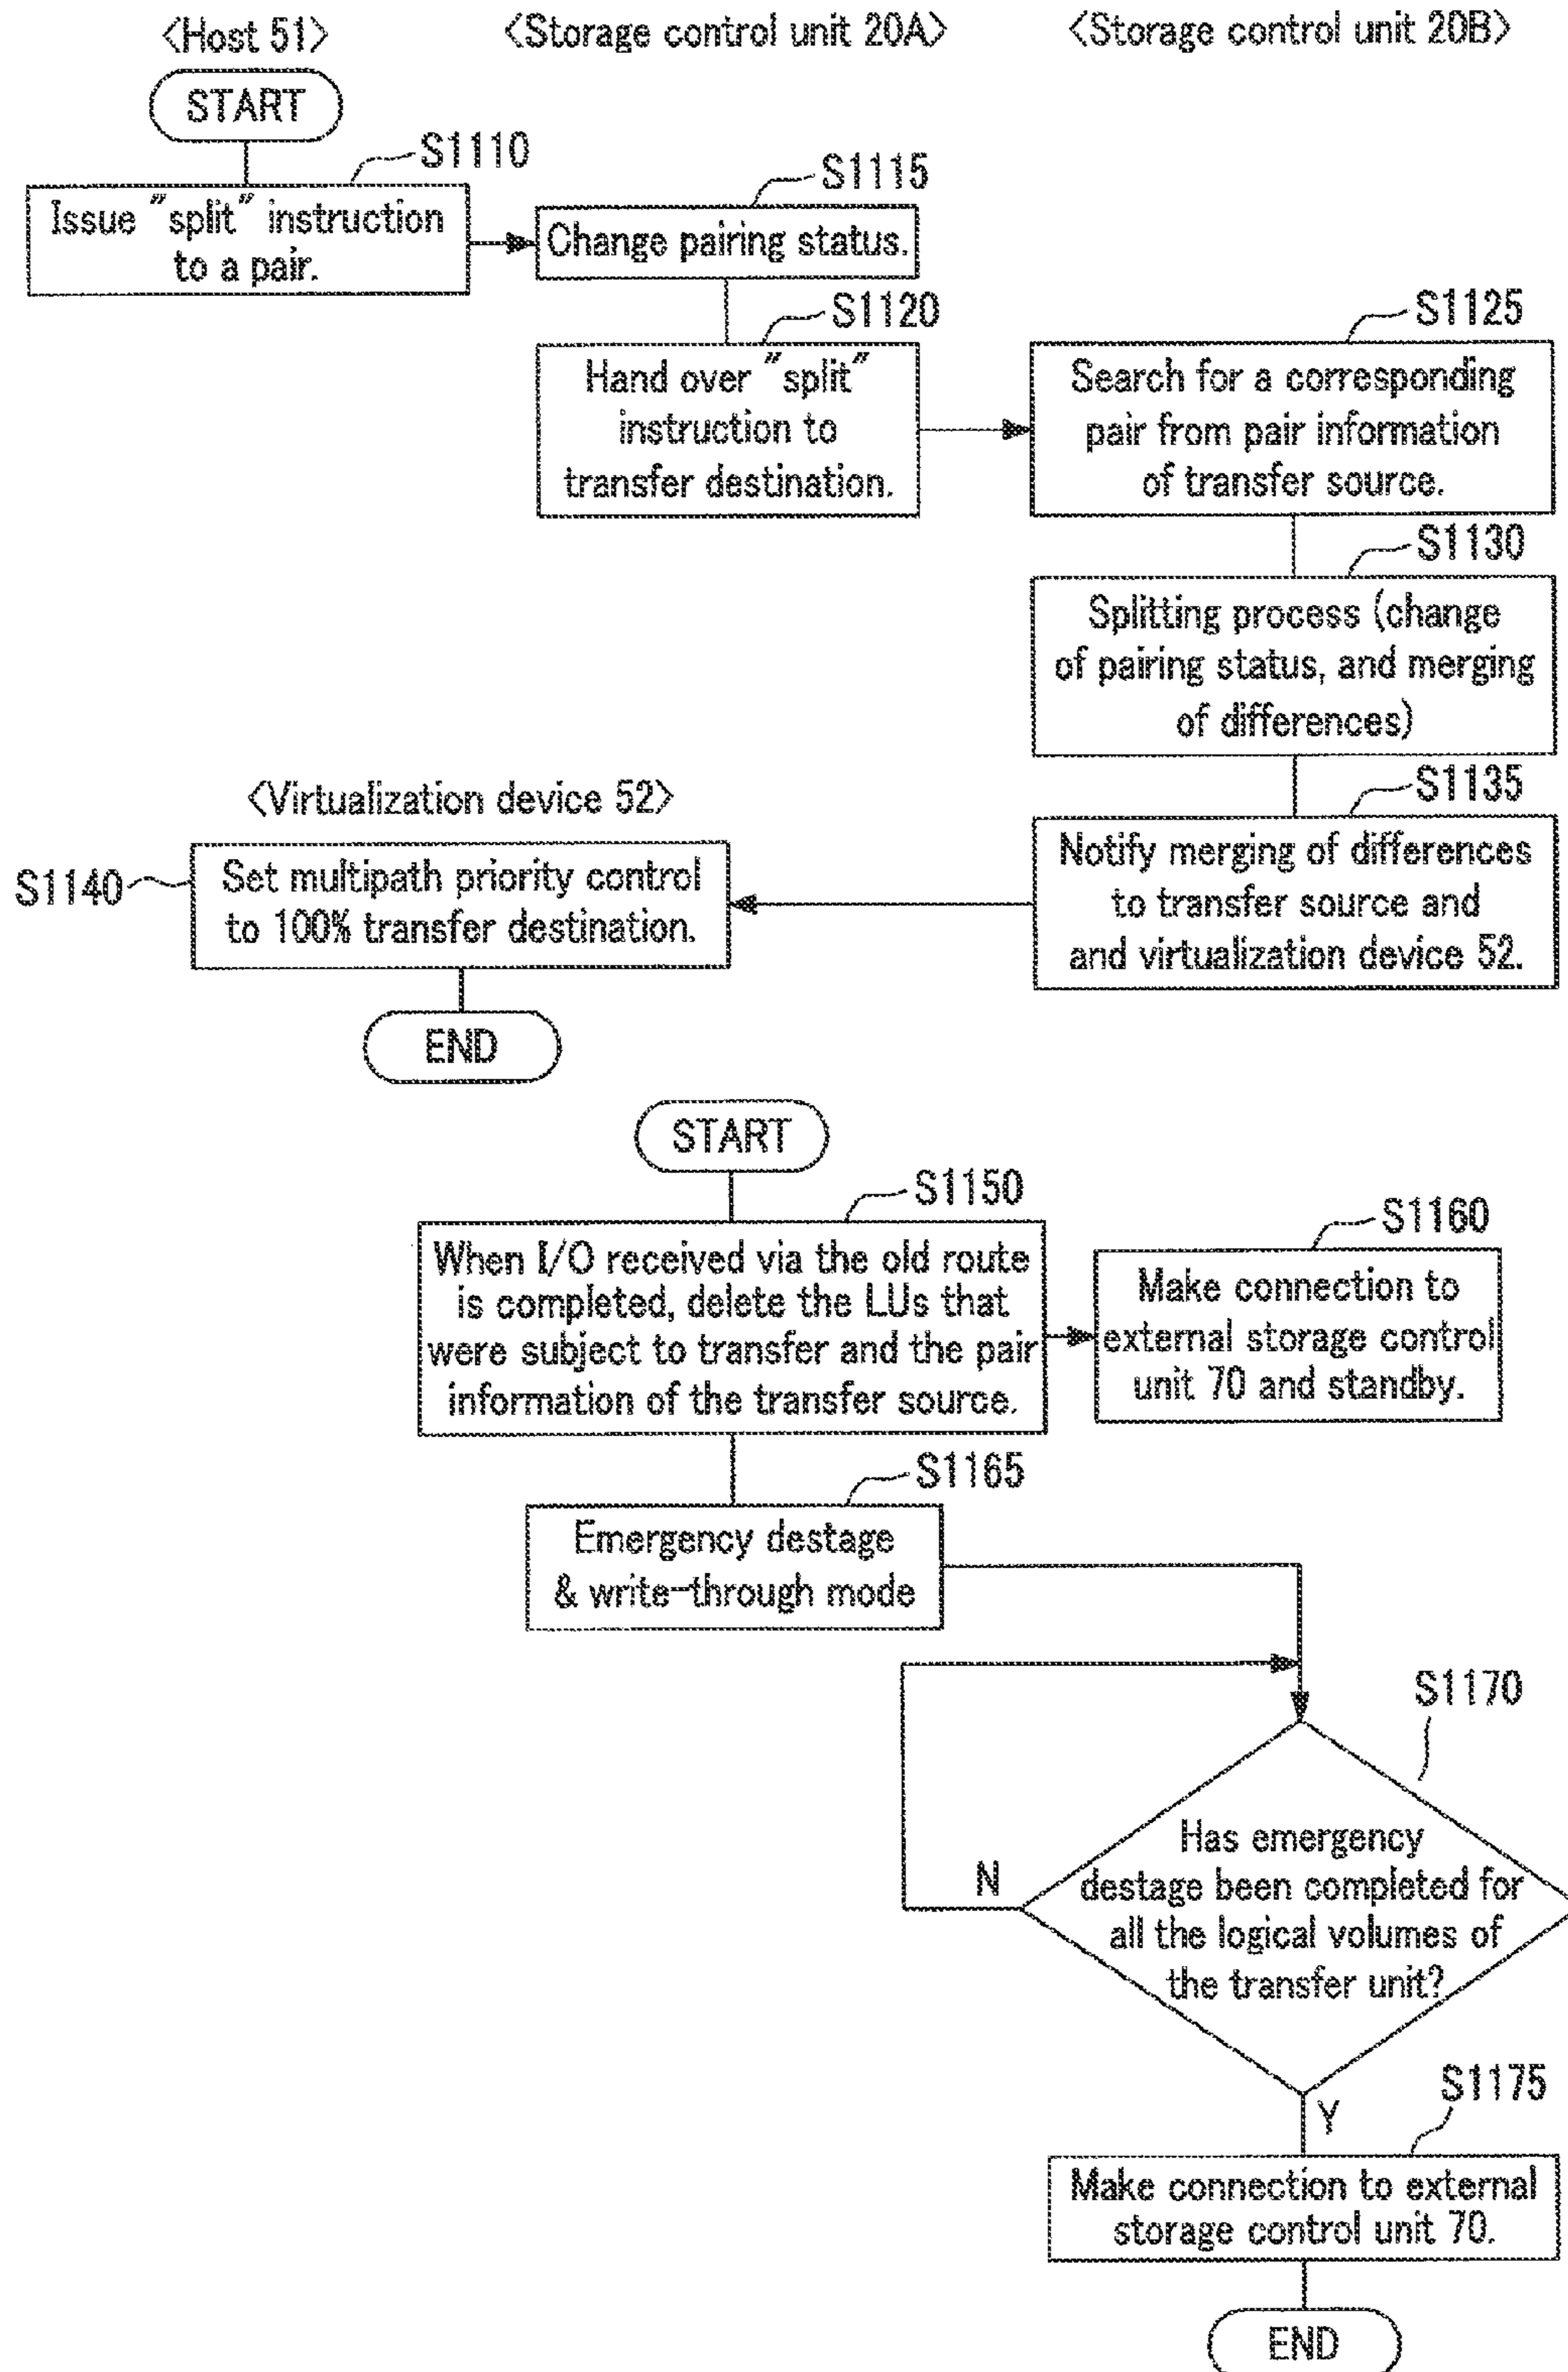 <Host 51>
<Storage control unit 20A>
<Storage control unit 20B>
START
S1110
Issue "split" instruction
to a pair.
S1115
Change pairing status.
S1120
Hand over "split"
instruction to
transfer destination.
S1125
Search for a corresponding
pair from pair information
of transfer source.
S1130
Splitting process (change
of pairing status, and merging
of differences)
S1135
Notify merging of differences
to transfer source and
and virtualization device 52.
<Virtualization device 52>
S1140
Set multipath priority control
to 100% transfer destination.
END
START
S1150
When I/O received via the old route
is completed, delete the LUs that
were subject to transfer and the pair
information of the transfer source.
S1160
Make connection to
external storage control
unit 70 and standby.
S1165
Emergency destage
& write-through mode
S1170
Has emergency
destage been completed for
all the logical volumes of
the transfer unit?
N
Y
S1175
Make connection to external
storage control unit 70.
END